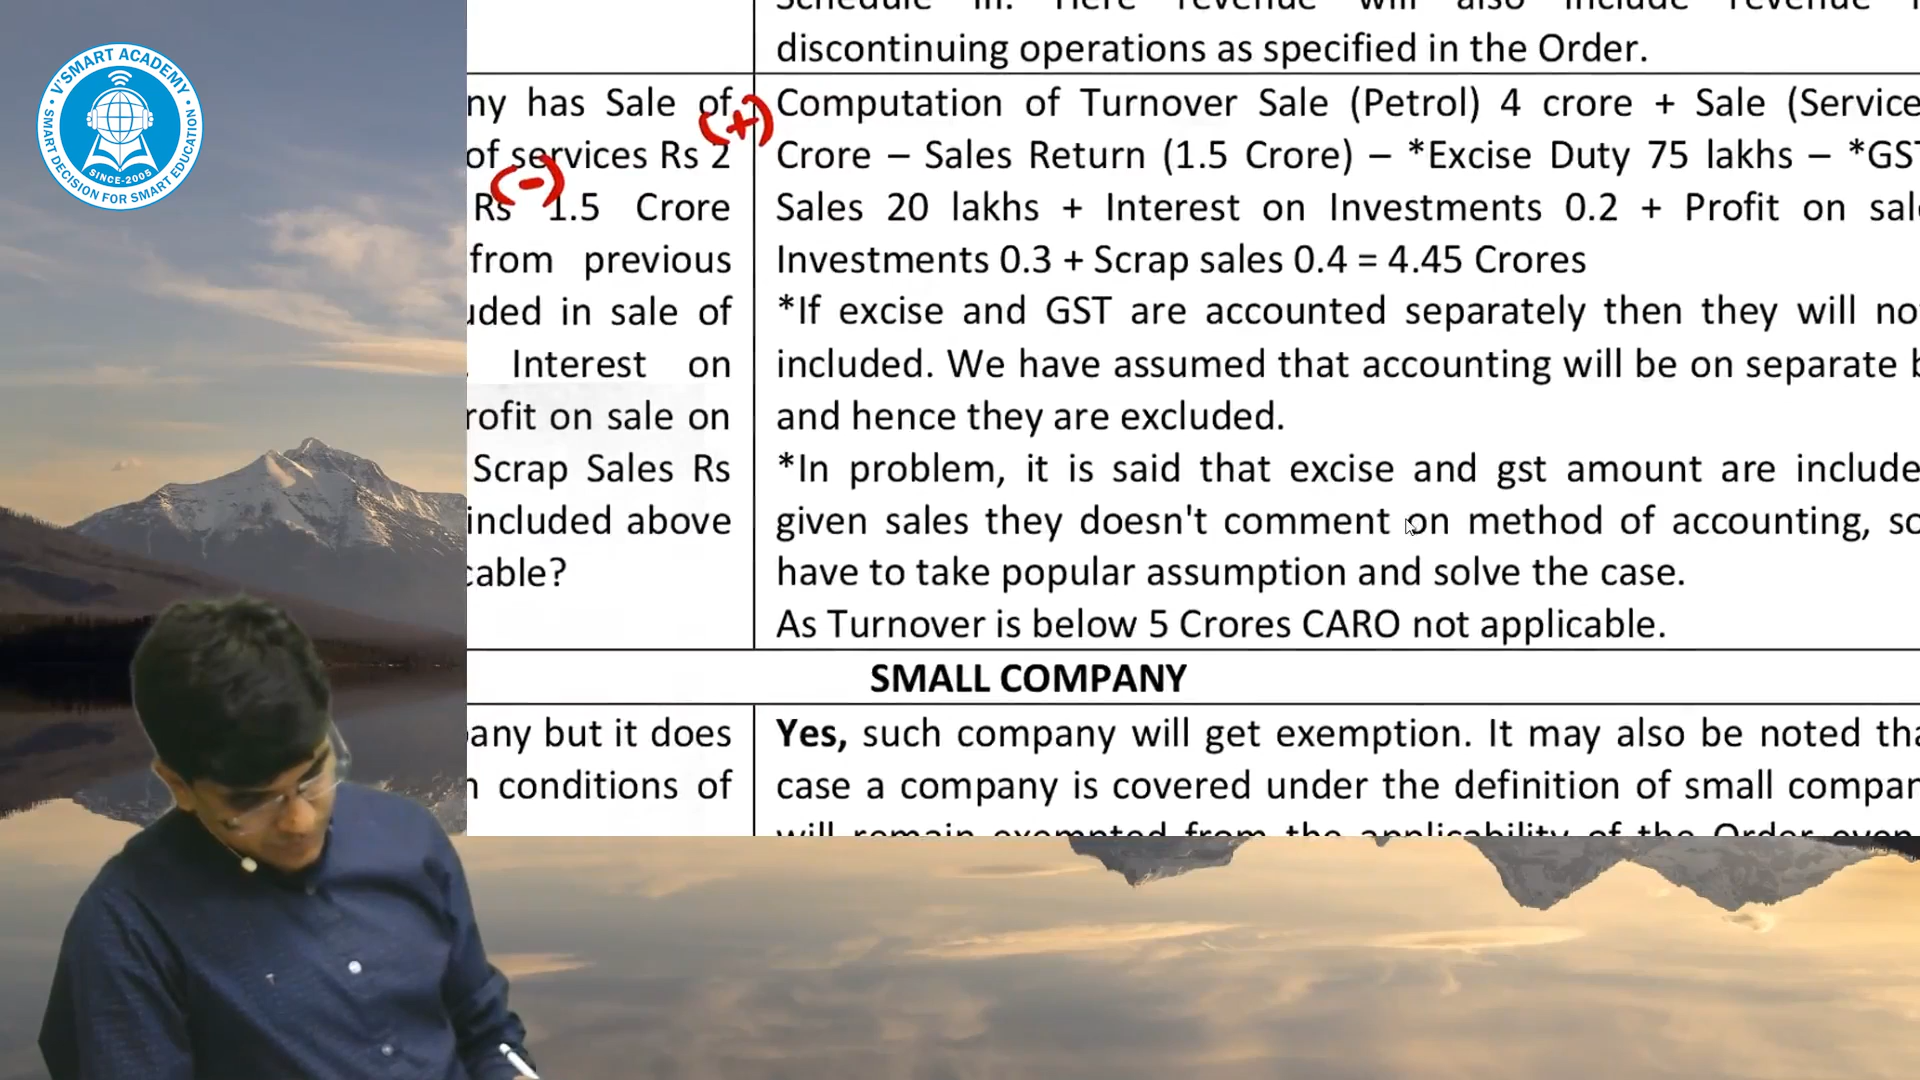 V'SMART ACADEMY
SINCE-2005
SMART DECISION FOR SMART EDUCATION
discontinuing operations as specified in the Order.
ny has Sale of
of services Rs 2
Rs 1.5 Crore
from previous
uded in sale of
. Interest on
rofit on sale on
Scrap Sales Rs
included above
cable?
(+)
(-)
Computation of Turnover Sale (Petrol) 4 crore + Sale (Service
Crore – Sales Return (1.5 Crore) – *Excise Duty 75 lakhs – *GST
Sales 20 lakhs + Interest on Investments 0.2 + Profit on sal
Investments 0.3 + Scrap sales 0.4 = 4.45 Crores
*If excise and GST are accounted separately then they will no
included. We have assumed that accounting will be on separate b
and hence they are excluded.
*In problem, it is said that excise and gst amount are include
given sales they doesn't comment on method of accounting, so
have to take popular assumption and solve the case.
As Turnover is below 5 Crores CARO not applicable.
SMALL COMPANY
any but it does
n conditions of
Yes, such company will get exemption. It may also be noted tha
case a company is covered under the definition of small compan